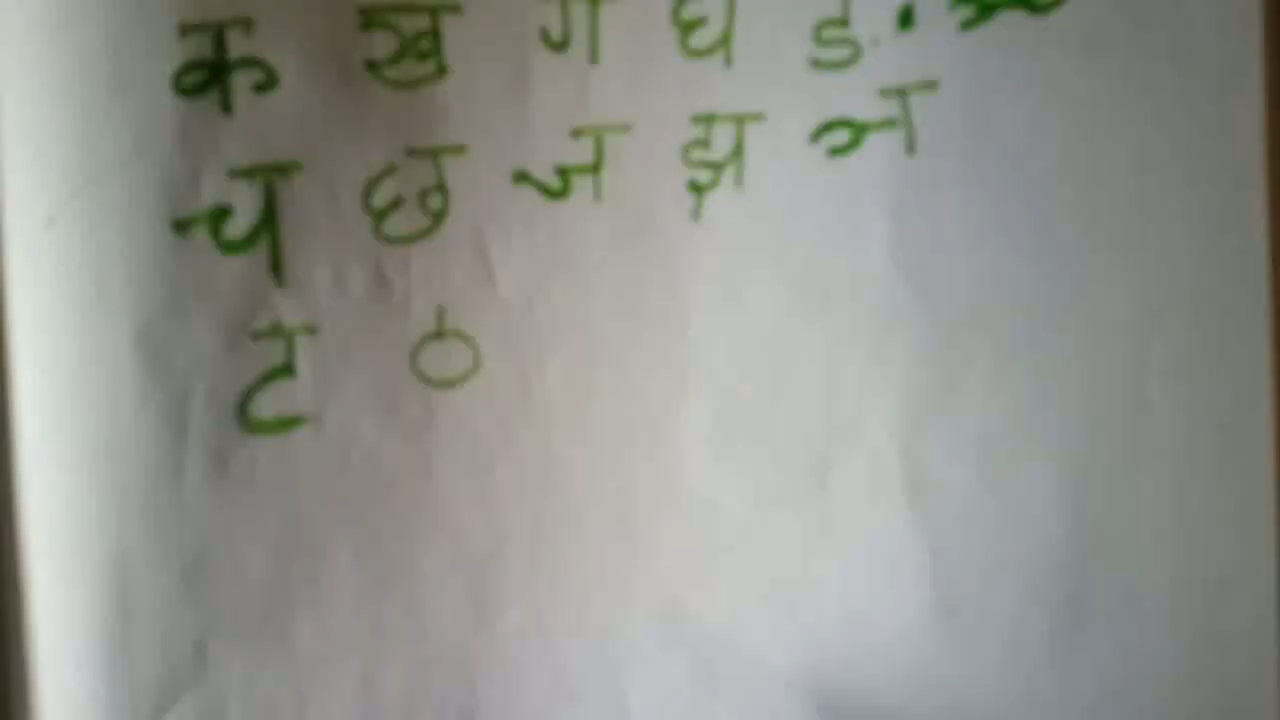 क ख ग घ ङ
च छ ज झ ञ
ट ठ